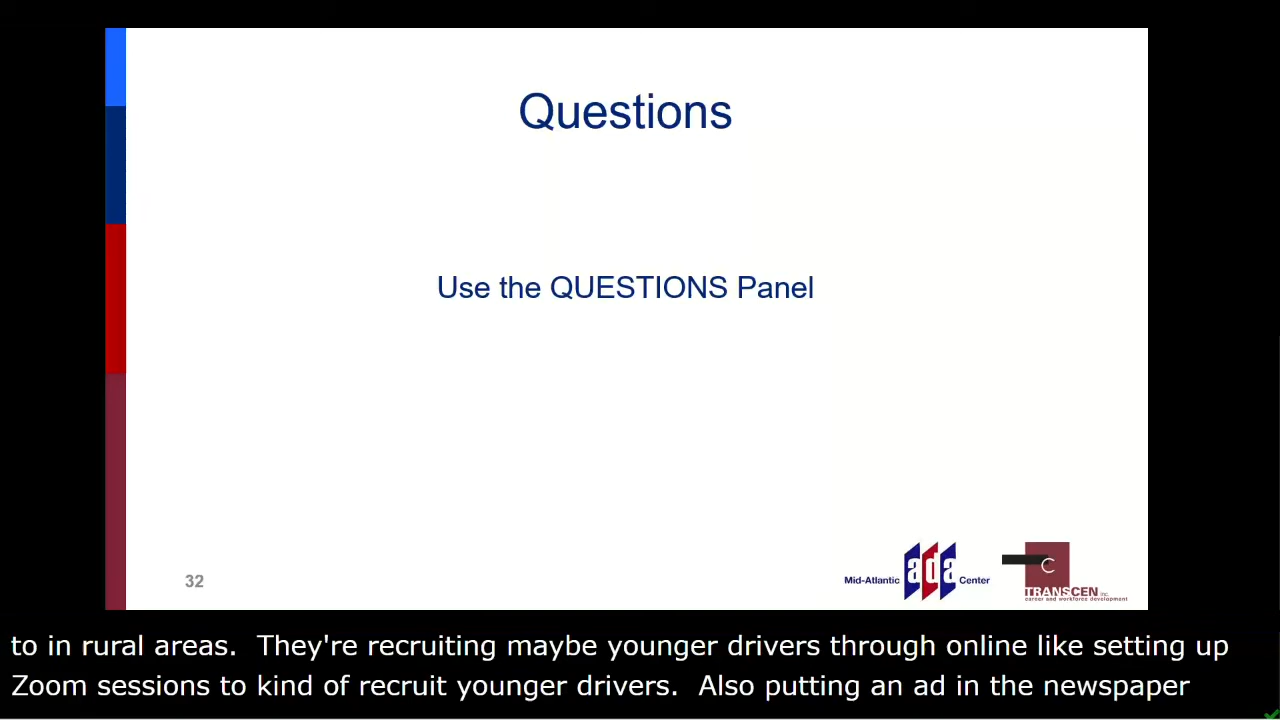 Questions
Use the QUESTIONS Panel
32
Mid-Atlantic ada Center
C
TRANSCEN inc.
career and workforce development
to in rural areas.  They're recruiting maybe younger drivers through online like setting up
Zoom sessions to kind of recruit younger drivers.  Also putting an ad in the newspaper